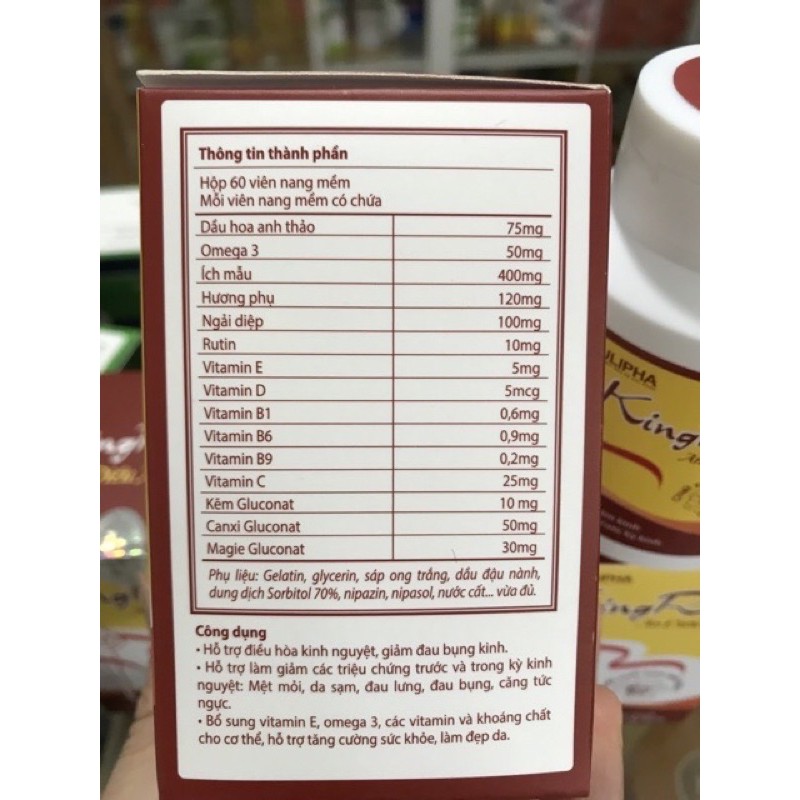 Thông tin thành phần
Hộp 60 viên nang mềm
Mỗi viên nang mềm có chứa
Dầu hoa anh thảo 75mg
Omega 3 50mg
Ích mẫu 400mg
Hương phụ 120mg
Ngải diệp 100mg
Rutin 10mg
Vitamin E 5mg
Vitamin D 5mcg
Vitamin B1 0,6mg
Vitamin B6 0,9mg
Vitamin B9 0,2mg
Vitamin C 25mg
Kẽm Gluconat 10 mg
Canxi Gluconat 50mg
Magie Gluconat 30mg
Phụ liệu: Gelatin, glycerin, sáp ong trắng, dầu đậu nành,
dung dịch Sorbitol 70%, nipazin, nipasol, nước cất... vừa đủ.
Công dụng
• Hỗ trợ điều hòa kinh nguyệt, giảm đau bụng kinh.
• Hỗ trợ làm giảm các triệu chứng trước và trong kỳ kinh
nguyệt: Mệt mỏi, da sạm, đau lưng, đau bụng, căng tức
ngực.
• Bổ sung vitamin E, omega 3, các vitamin và khoáng chất
cho cơ thể, hỗ trợ tăng cường sức khỏe, làm đẹp da.
ULIPHA
King